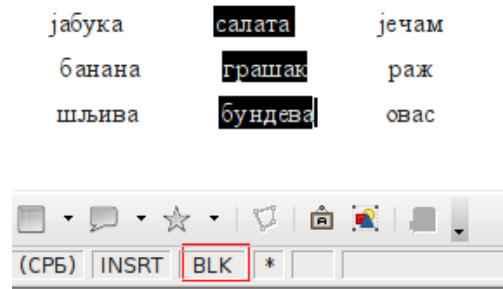 јабука салата јечам
банана грашак раж
шљива бундева овас
(СРБ) INSRT BLK *